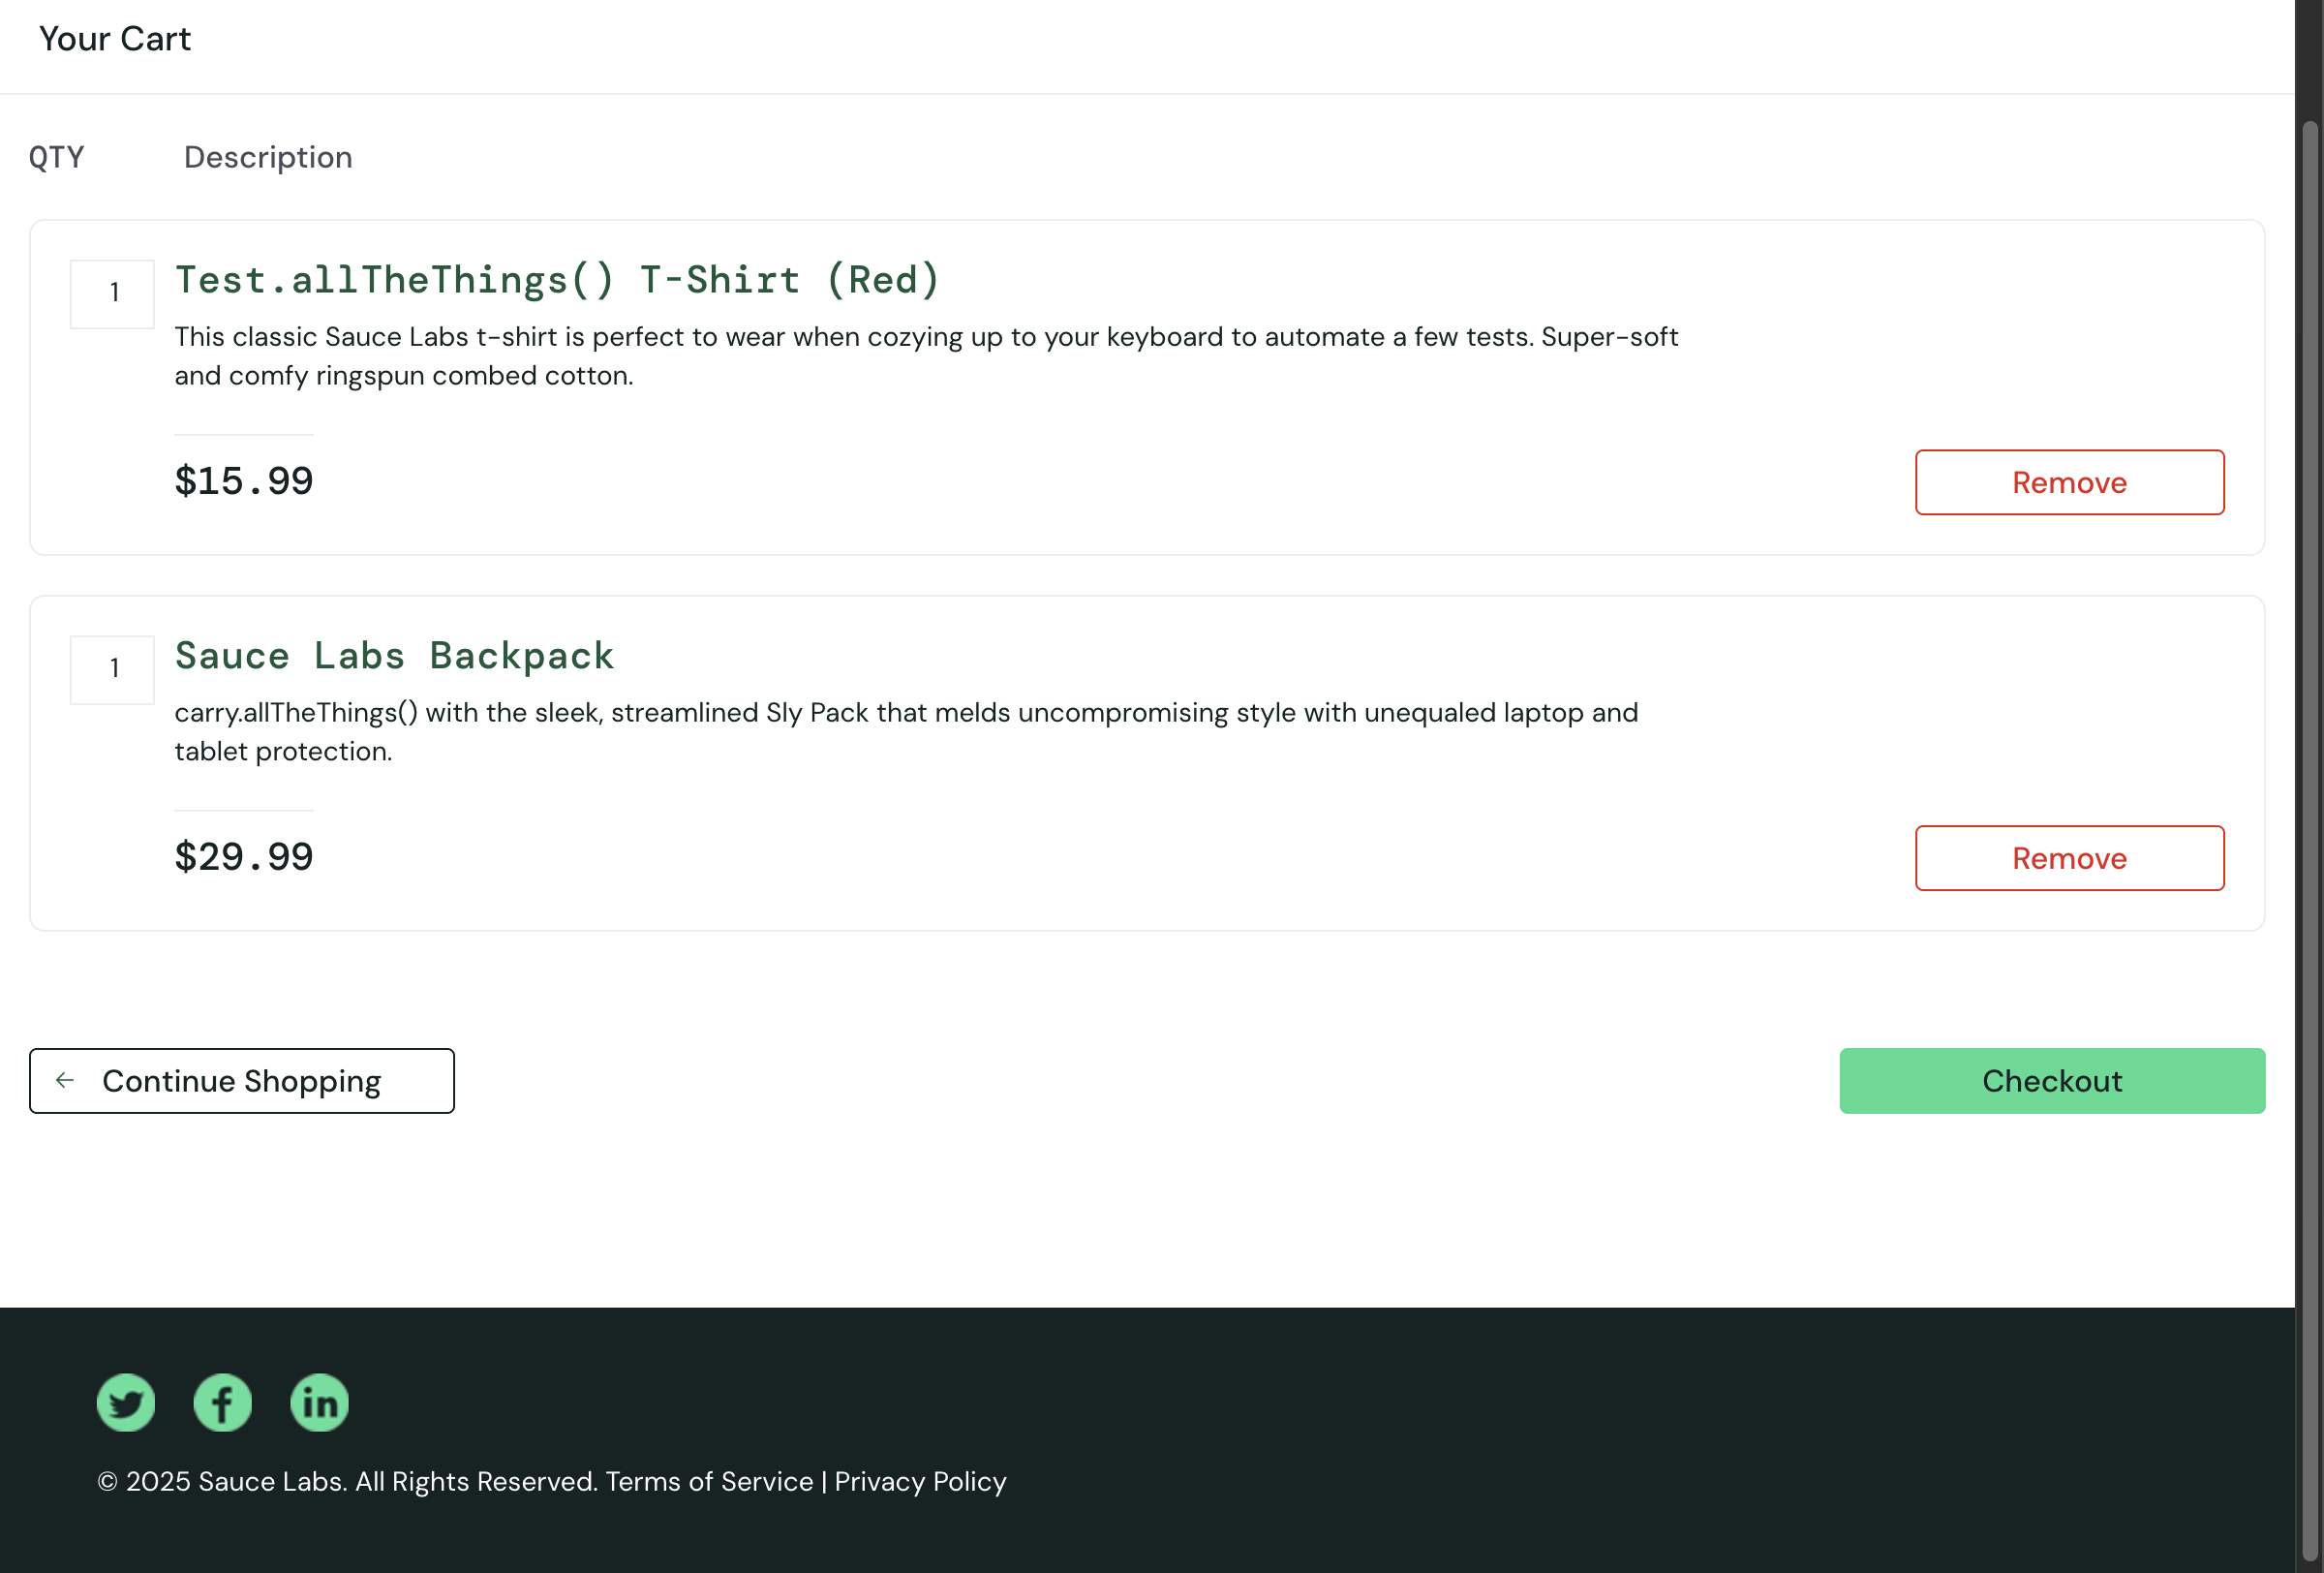 Your Cart
QTY Description
1 Test.allTheThings() T-Shirt (Red)
This classic Sauce Labs t-shirt is perfect to wear when cozying up to your keyboard to automate a few tests. Super-soft
and comfy ringspun combed cotton.
$15.99 Remove
1 Sauce Labs Backpack
carry.allTheThings() with the sleek, streamlined Sly Pack that melds uncompromising style with unequaled laptop and
tablet protection.
$29.99 Remove
Continue Shopping Checkout
© 2025 Sauce Labs. All Rights Reserved. Terms of Service | Privacy Policy